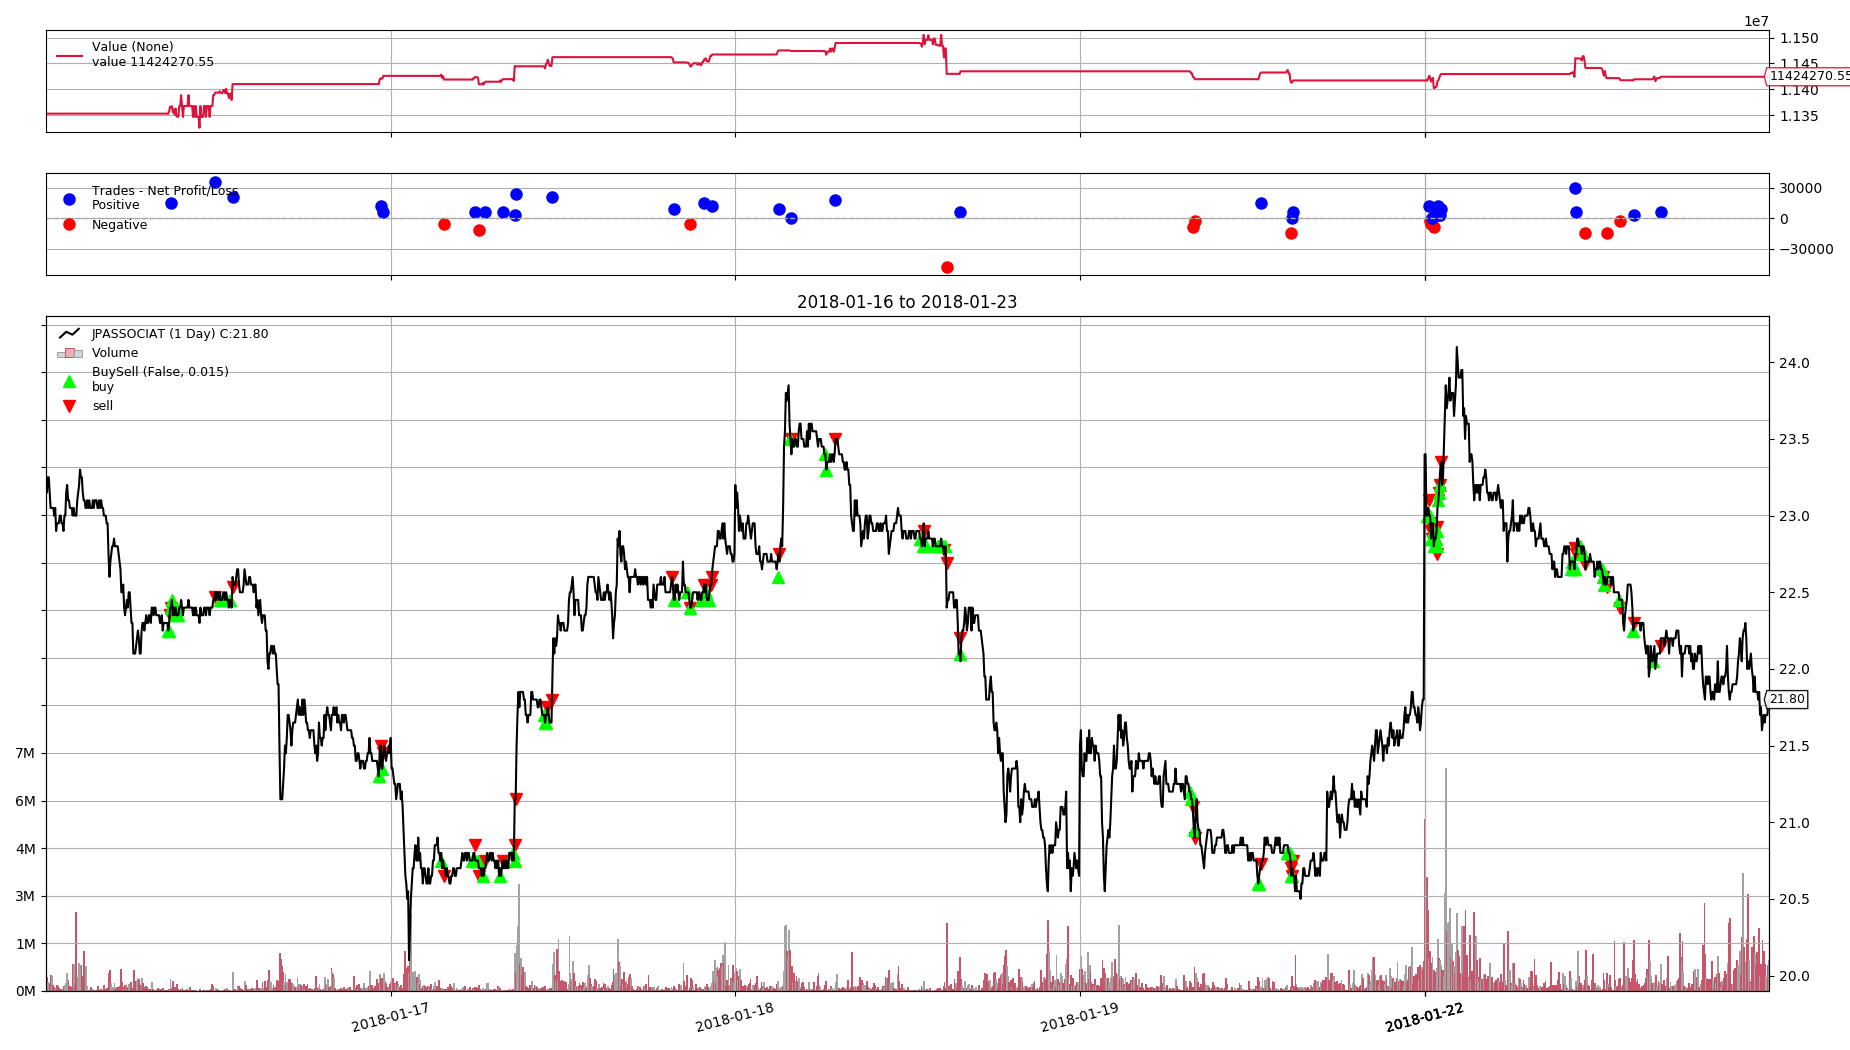 1e7
Value (None)
value 11424270.55
1.150
1.145
11424270.55
1.140
1.135
Trades - Net Profit/Loss
Positive
Negative
30000
0
−30000
2018-01-16 to 2018-01-23
JPASSOCIAT (1 Day) C:21.80
Volume
BuySell (False, 0.015)
buy
sell
24.0
23.5
23.0
22.5
22.0
21.80
21.5
21.0
20.5
20.0
7M
6M
4M
3M
1M
0M
2018-01-17
2018-01-18
2018-01-19
2018-01-22